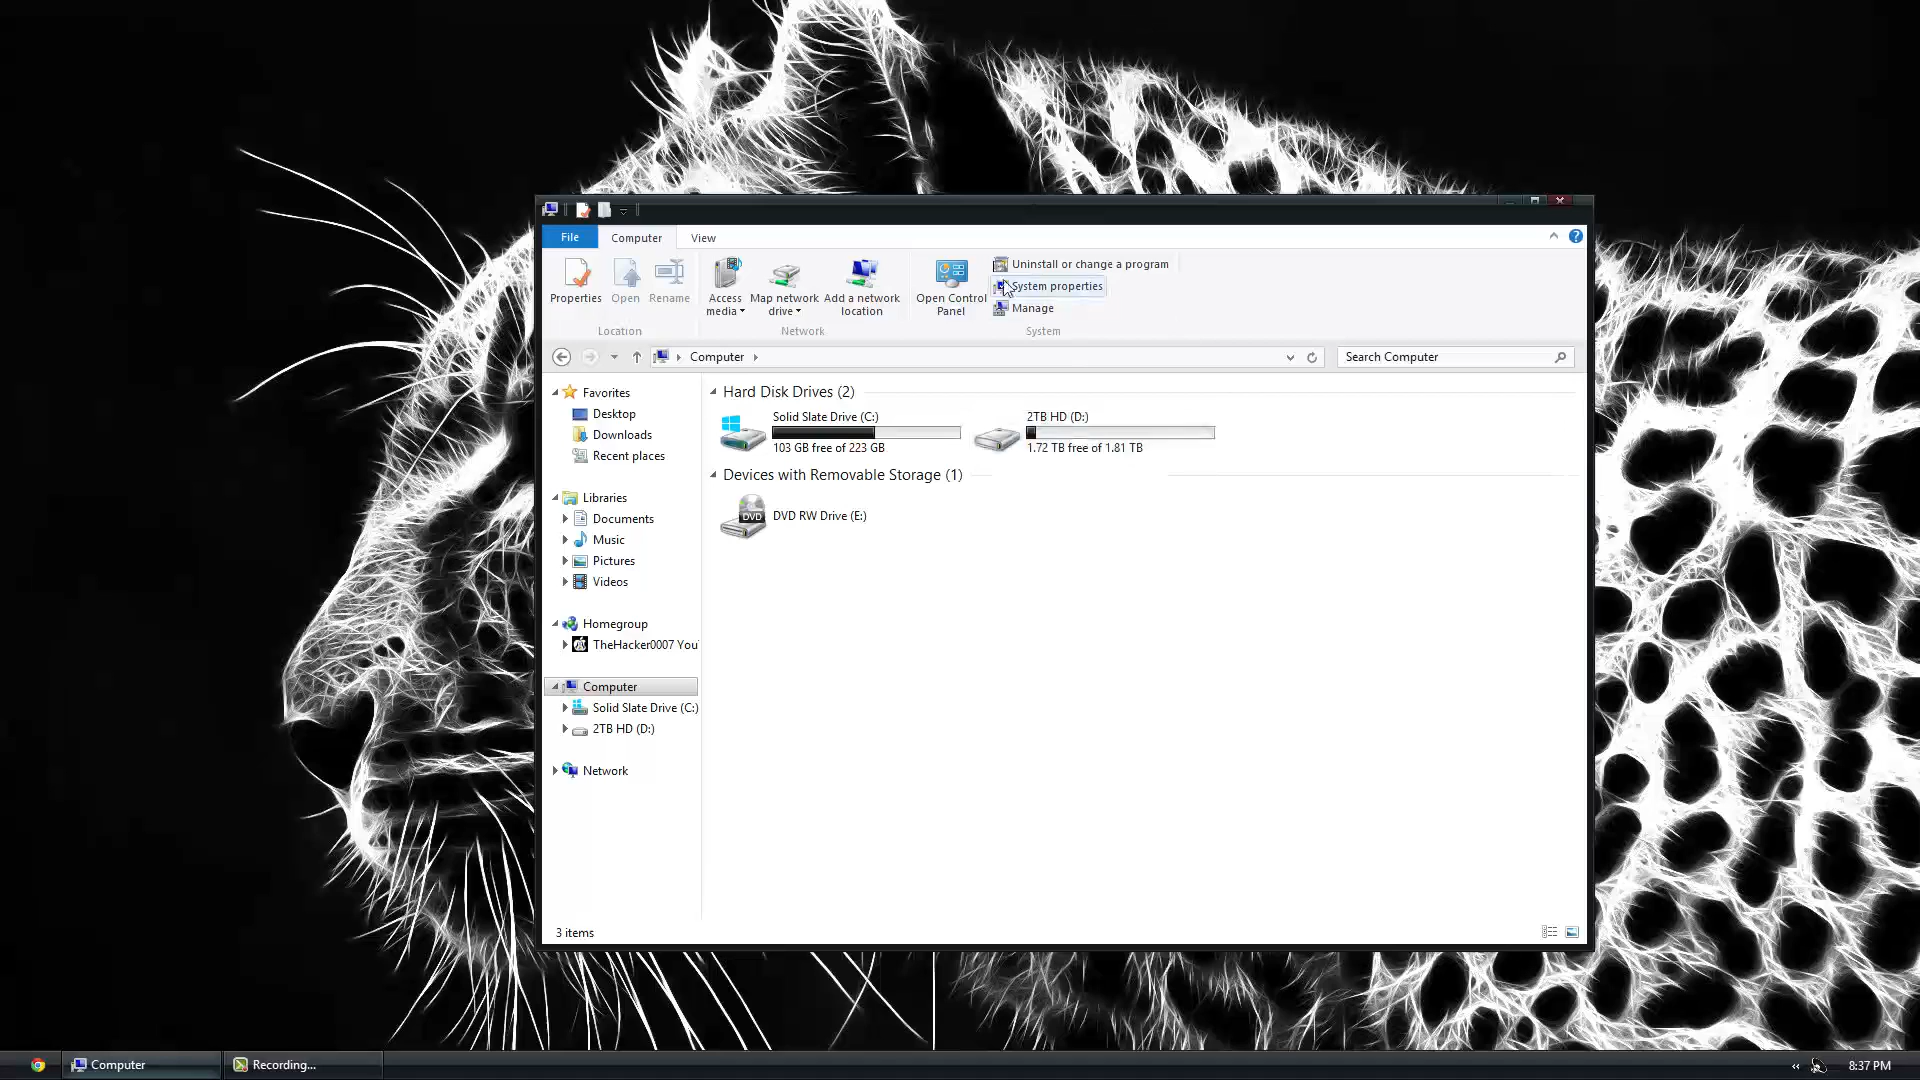 File
Computer
View
Properties
Open
Rename
Access media
Map network drive
Add a network location
Open Control Panel
Uninstall or change a program
System properties
Manage
Location
Network
System
Computer
Search Computer
Favorites
Desktop
Downloads
Recent places
Libraries
Documents
Music
Pictures
Videos
Homegroup
TheHacker0007 You
Computer
Solid Slate Drive (C:)
2TB HD (D:)
Network
Hard Disk Drives (2)
Solid Slate Drive (C:)
103 GB free of 223 GB
2TB HD (D:)
1.72 TB free of 1.81 TB
Devices with Removable Storage (1)
DVD
DVD RW Drive (E:)
3 items
Computer
Recording...
8:37 PM